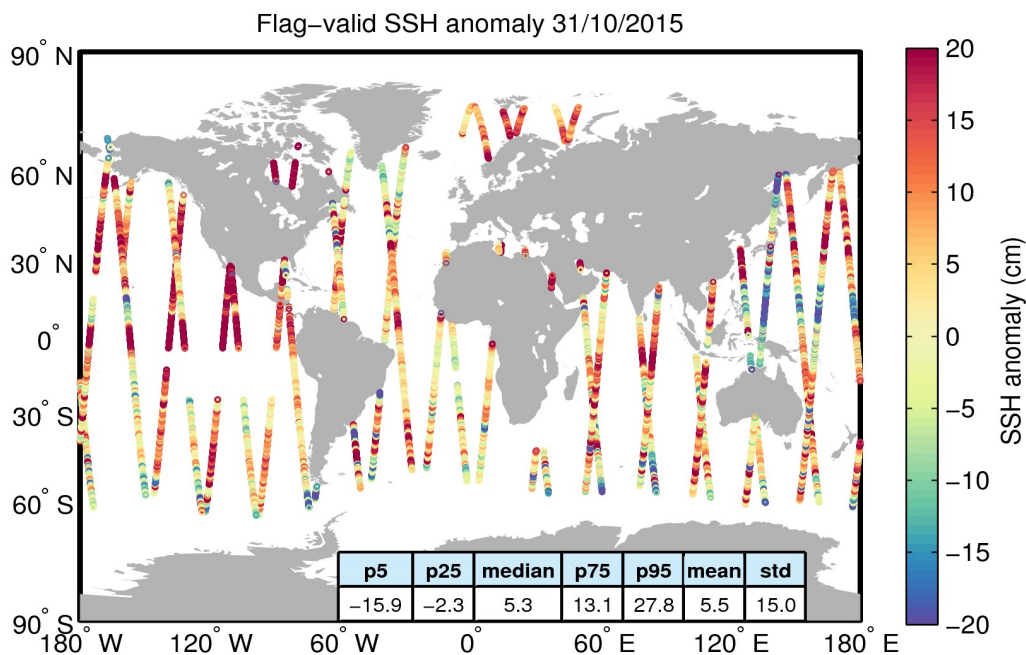 Flag−valid SSH anomaly 31/10/2015
90° N
60° N
30° N
0°
30° S
60° S
90° S
180° W
120° W
60° W
0°
60° E
120° E
180° E
p5 p25 median p75 p95 mean std
−15.9 −2.3 5.3 13.1 27.8 5.5 15.0
20
15
10
5
0
−5
−10
−15
−20
SSH anomaly (cm)